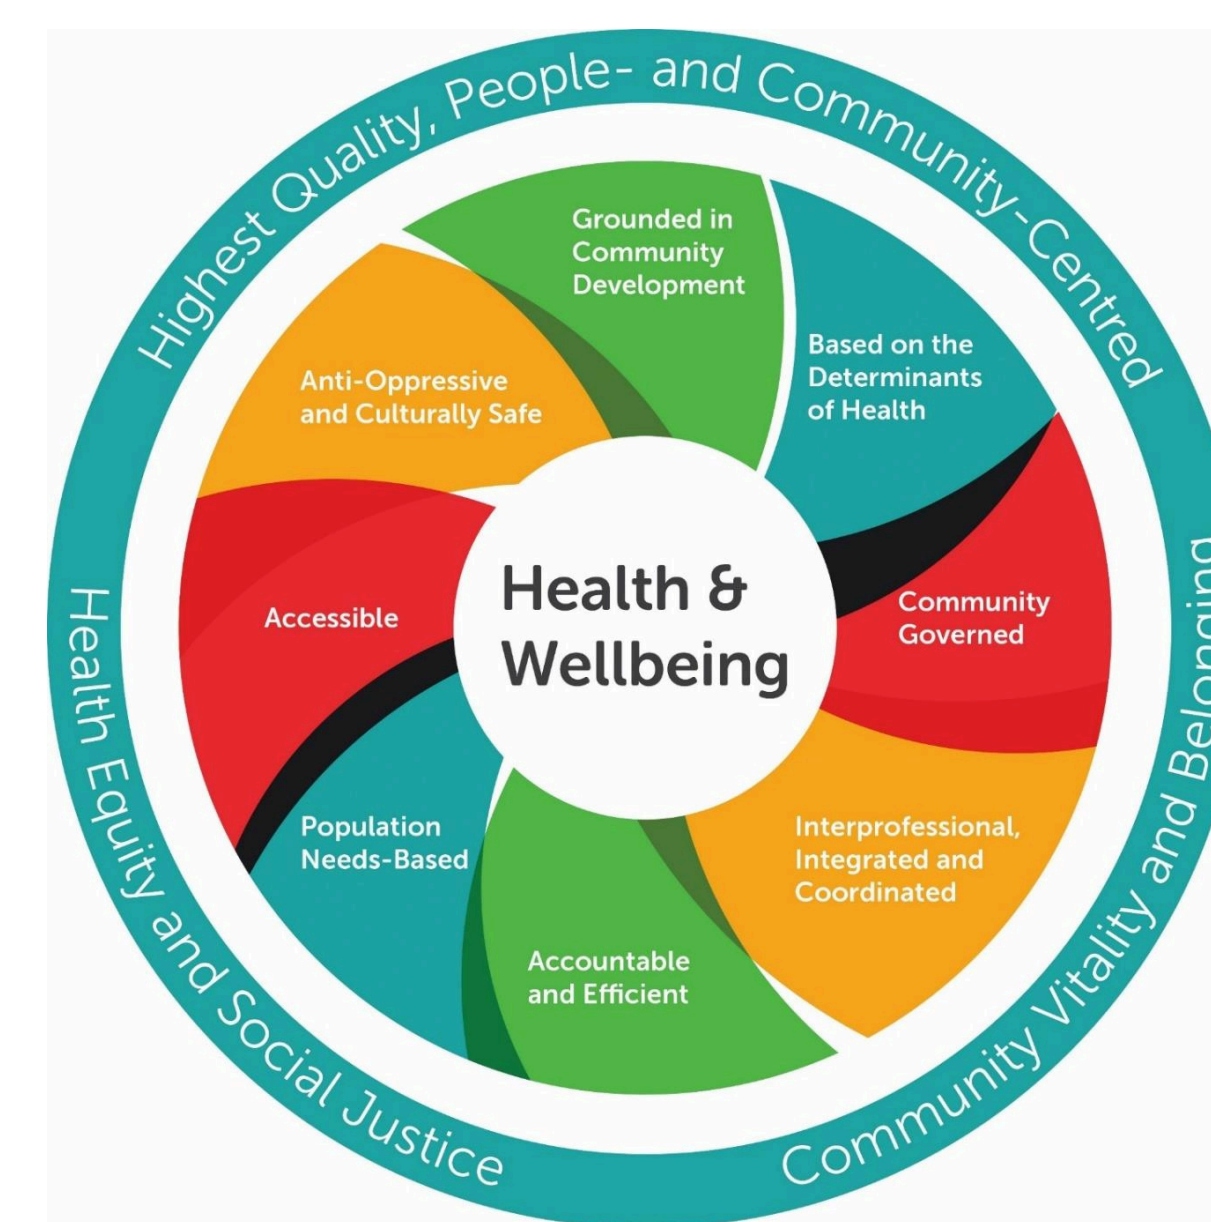 Highest Quality, People- and Community-Centred
Grounded in
Community
Development
Based on the
Determinants
of Health
Anti-Oppressive
and Culturally Safe
Health &
Wellbeing
Accessible
Community
Governed
Population
Needs-Based
Interprofessional,
Integrated and
Coordinated
Accountable
and Efficient
Health Equity and Social Justice
Community Vitality and Belonging